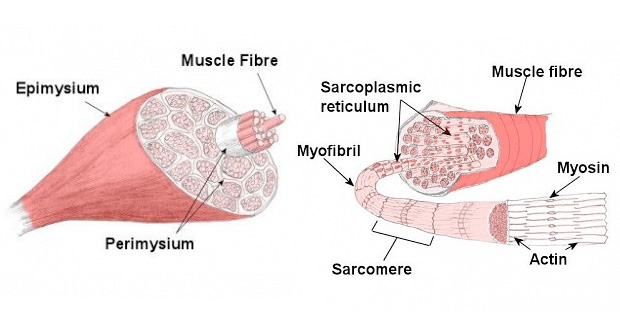 Muscle Fibre
Epimysium
Perimysium
Muscle fibre
Sarcoplasmic
reticulum
Myofibril
Myosin
Actin
Sarcomere